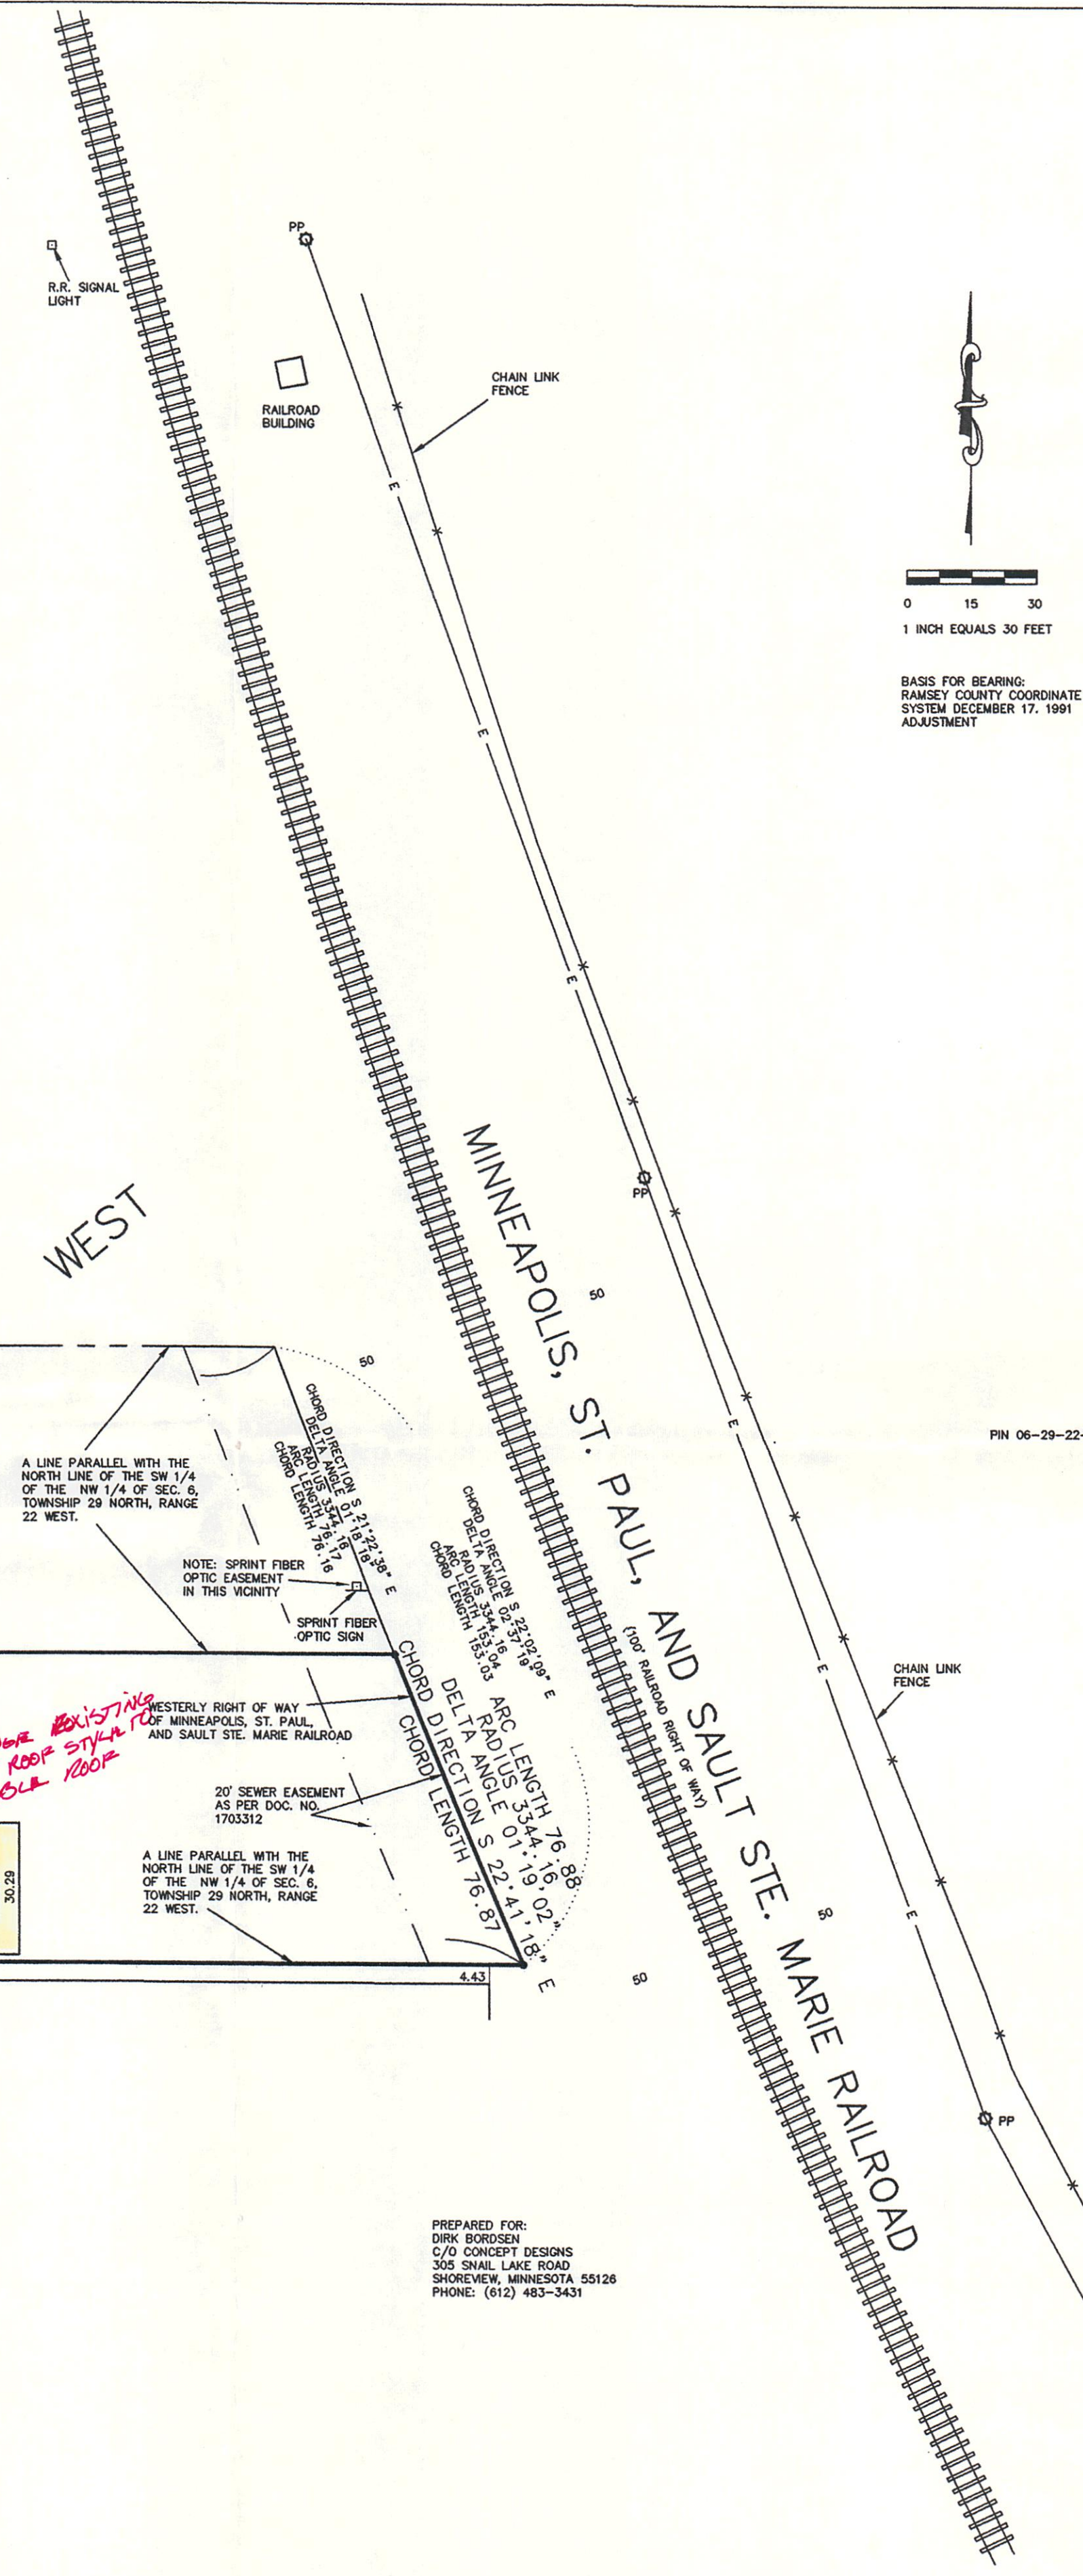 PP
R.R. SIGNAL
LIGHT
RAILROAD
BUILDING
CHAIN LINK
FENCE
E
E
E
0 15 30
1 INCH EQUALS 30 FEET
BASIS FOR BEARING:
RAMSEY COUNTY COORDINATE
SYSTEM DECEMBER 17. 1991
ADJUSTMENT
PP
WEST
MINNEAPOLIS, ST. PAUL, AND SAULT STE. MARIE RAILROAD
(100' RAILROAD RIGHT OF WAY)
50
50
E
PIN 06-29-22-
A LINE PARALLEL WITH THE
NORTH LINE OF THE SW 1/4
OF THE NW 1/4 OF SEC. 6,
TOWNSHIP 29 NORTH, RANGE
22 WEST.
CHORD DIRECTION S 21°22'38" E
DELTA ANGLE 01°18'18"
RADIUS 3344.16
ARC LENGTH 76.17
CHORD LENGTH 76.16
CHORD DIRECTION S 22°02'09" E
DELTA ANGLE 02°37'19"
RADIUS 3344.16
ARC LENGTH 153.04
CHORD LENGTH 153.03
NOTE: SPRINT FIBER
OPTIC EASEMENT
IN THIS VICINITY
SPRINT FIBER
OPTIC SIGN
E
CHAIN LINK
FENCE
EXISTING
ROOF STYLE TO
ROOF
WESTERLY RIGHT OF WAY
OF MINNEAPOLIS, ST. PAUL,
AND SAULT STE. MARIE RAILROAD
ARC LENGTH 76.88
RADIUS 3344.16
DELTA ANGLE 01°19'02"
CHORD DIRECTION S 22°41'18" E
CHORD LENGTH 76.87
20' SEWER EASEMENT
AS PER DOC. NO.
1703312
A LINE PARALLEL WITH THE
NORTH LINE OF THE SW 1/4
OF THE NW 1/4 OF SEC. 6,
TOWNSHIP 29 NORTH, RANGE
22 WEST.
30.29
50
E
4.43
50
PP
PREPARED FOR:
DIRK BORDSEN
C/O CONCEPT DESIGNS
305 SNAIL LAKE ROAD
SHOREVIEW, MINNESOTA 55126
PHONE: (612) 483-3431